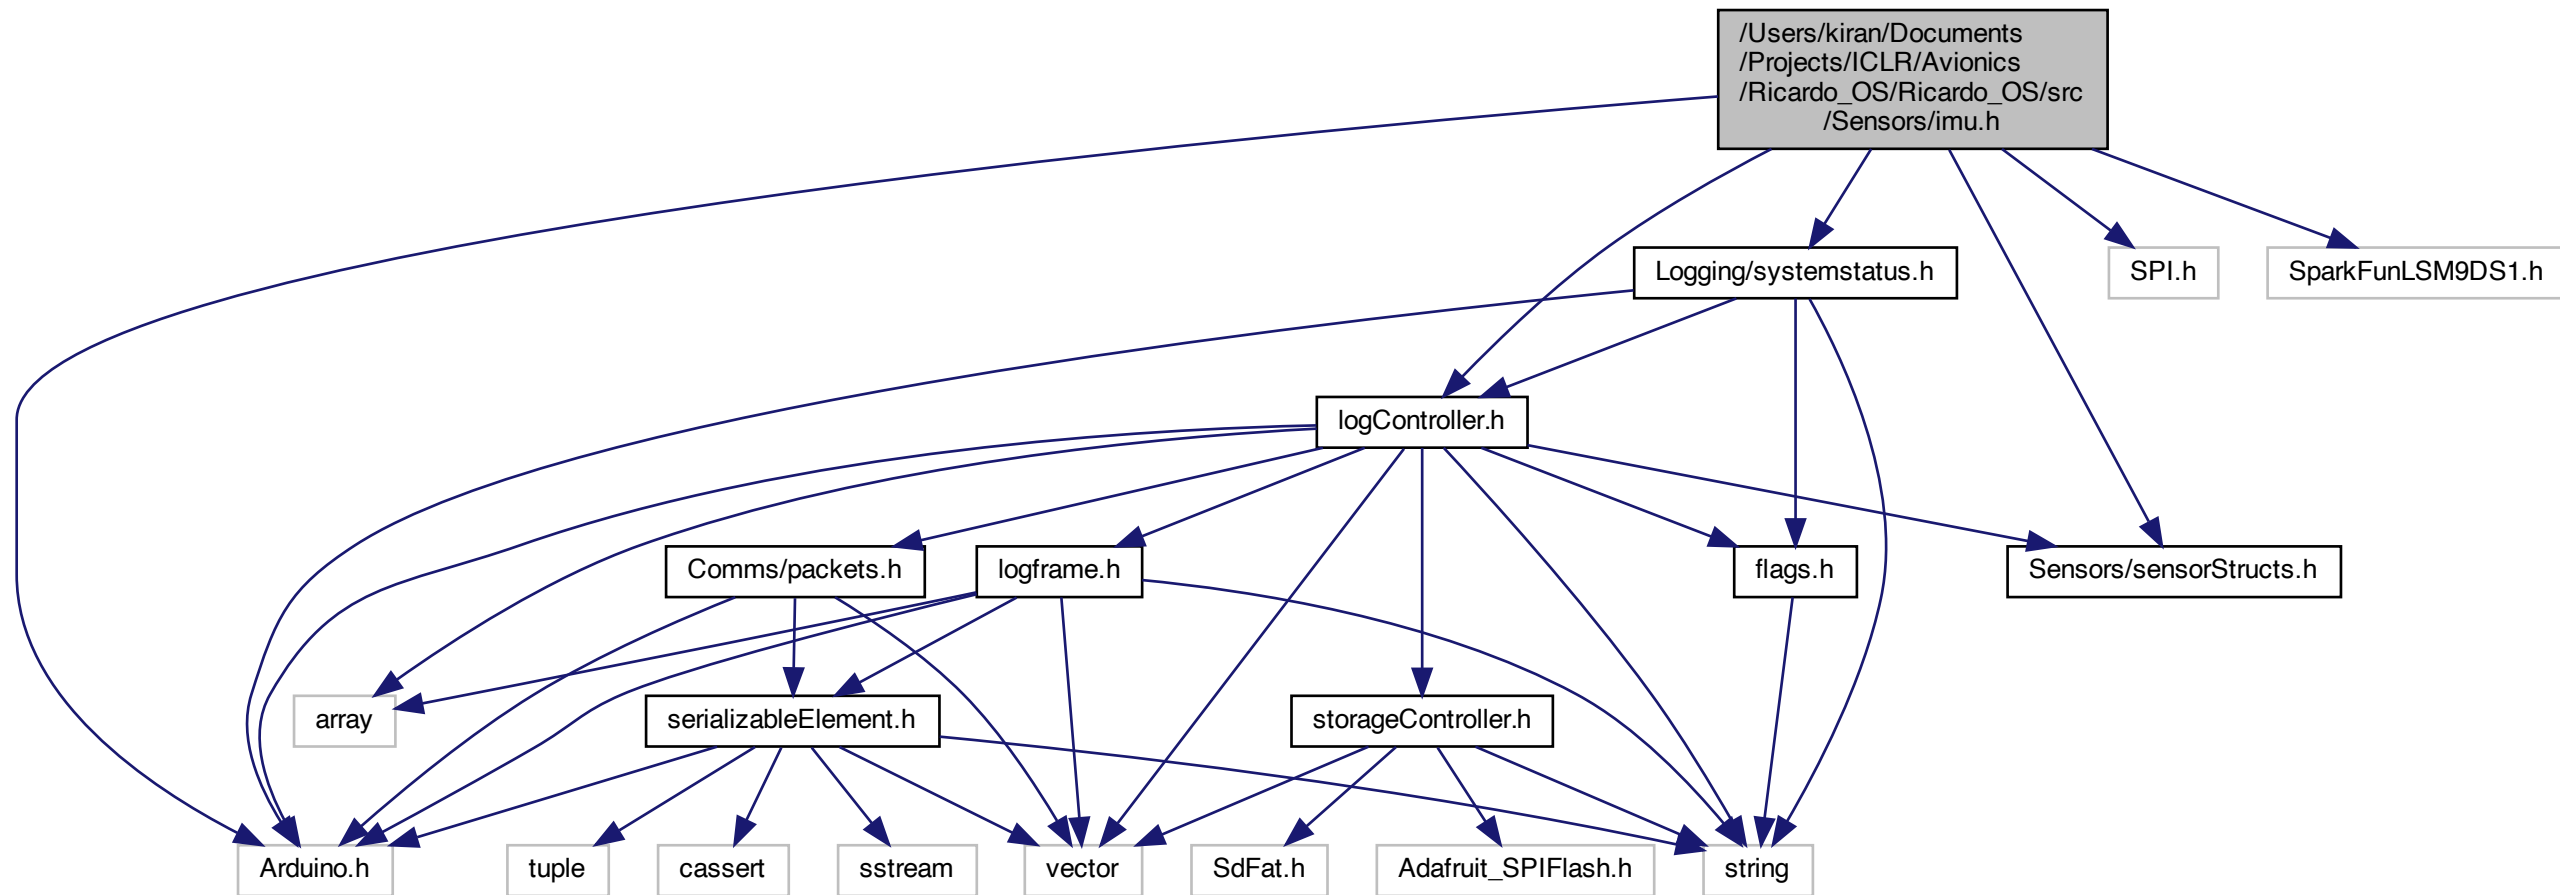 /Users/kiran/Documents
/Projects/ICLR/Avionics
/Ricardo_OS/Ricardo_OS/src
/Sensors/imu.h
Logging/systemstatus.h
SPI.h
SparkFunLSM9DS1.h
logController.h
Comms/packets.h
logframe.h
flags.h
Sensors/sensorStructs.h
array
serializableElement.h
storageController.h
Arduino.h
tuple
cassert
sstream
vector
SdFat.h
Adafruit_SPIFlash.h
string